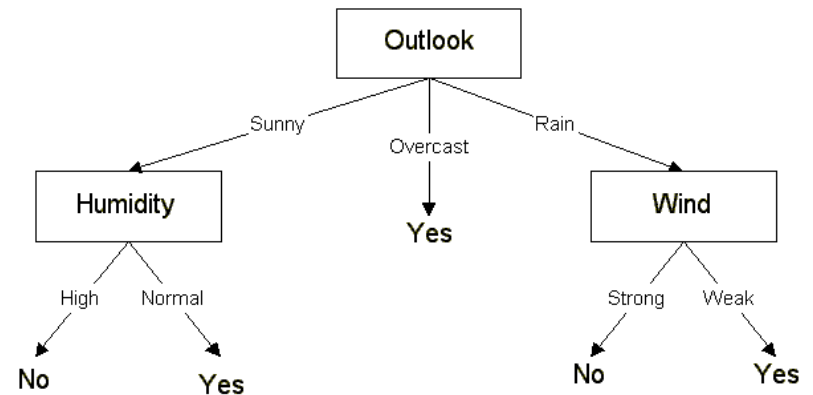 Outlook
Sunny
Overcast
Rain
Humidity
Yes
Wind
High
Normal
Strong
Weak
No
Yes
No
Yes